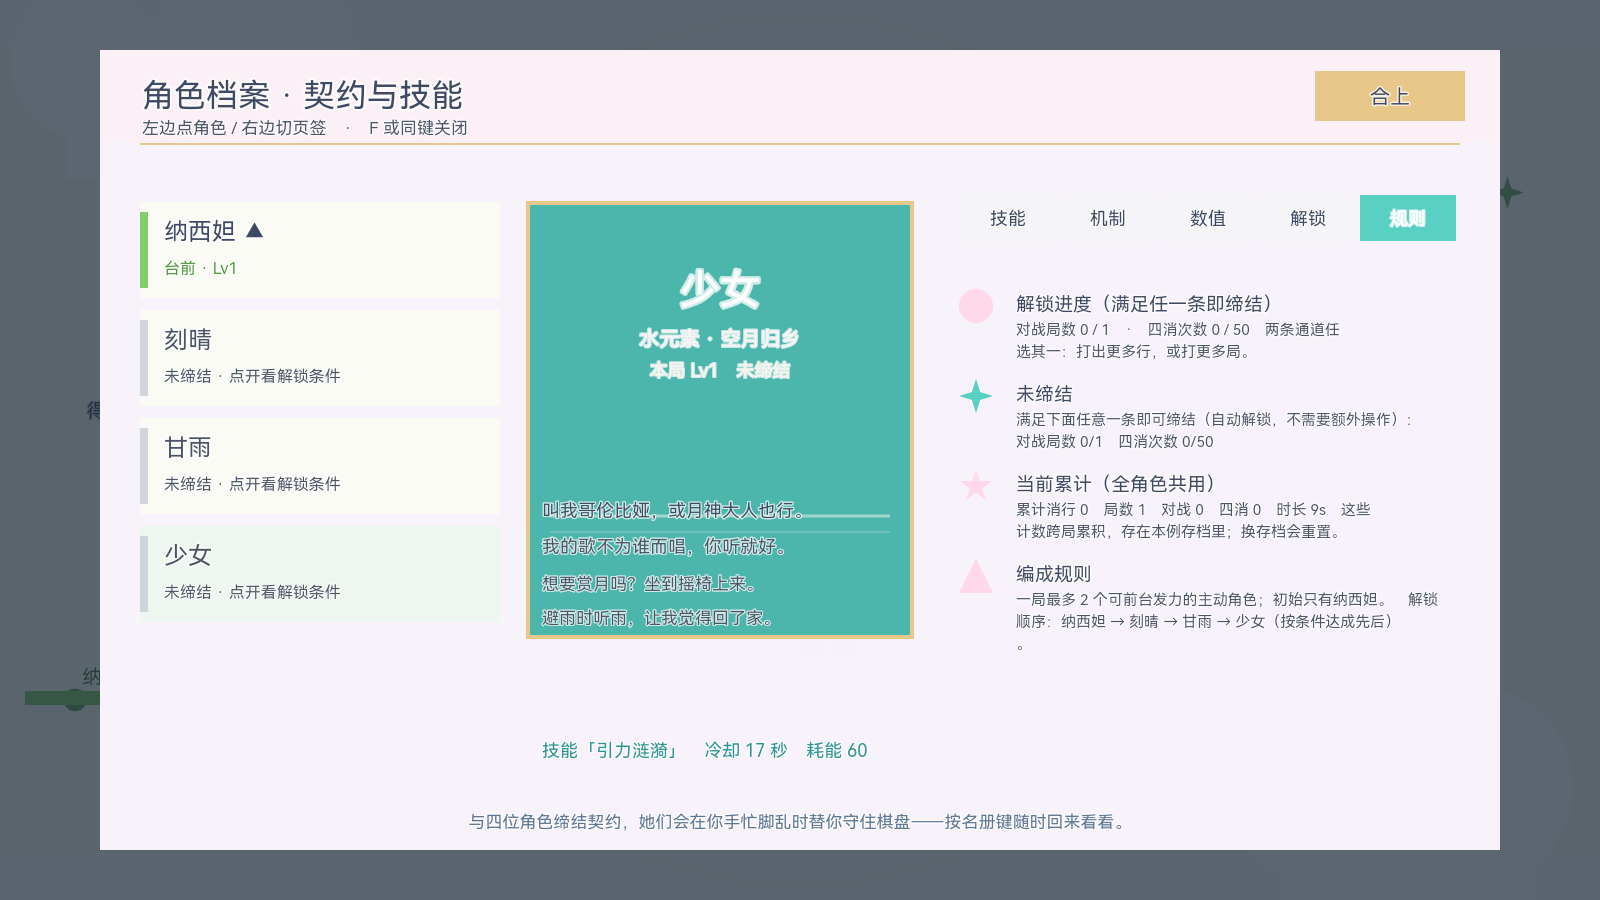 角色档案 · 契约与技能
左边点角色 / 右边切页签 · F 或同键关闭
合上
纳西妲 ▲
台前 · Lv1
刻晴
未缔结 · 点开看解锁条件
甘雨
未缔结 · 点开看解锁条件
少女
未缔结 · 点开看解锁条件
少女
水元素 · 空月归乡
本局 Lv1 未缔结
叫我哥伦比娅，或月神大人也行。
我的歌不为谁而唱，你听就好。
想要赏月吗？坐到摇椅上来。
避雨时听雨，让我觉得回了家。
技能「引力涟漪」 冷却 17 秒 耗能 60
技能 机制 数值 解锁 规则
解锁进度（满足任一条即缔结）
对战局数 0 / 1 · 四消次数 0 / 50 两条通道任
选其一：打出更多行，或打更多局。
未缔结
满足下面任意一条即可缔结（自动解锁，不需要额外操作）：
对战局数 0/1 四消次数 0/50
当前累计（全角色共用）
累计消行 0 局数 1 对战 0 四消 0 时长 9s 这些
计数跨局累积，存在本例存档里；换存档会重置。
编成规则
一局最多 2 个可前台发力的主动角色；初始只有纳西妲。 解锁
顺序：纳西妲 → 刻晴 → 甘雨 → 少女（按条件达成先后）
。
与四位角色缔结契约，她们会在你手忙脚乱时替你守住棋盘——按名册键随时回来看看。
得
纳